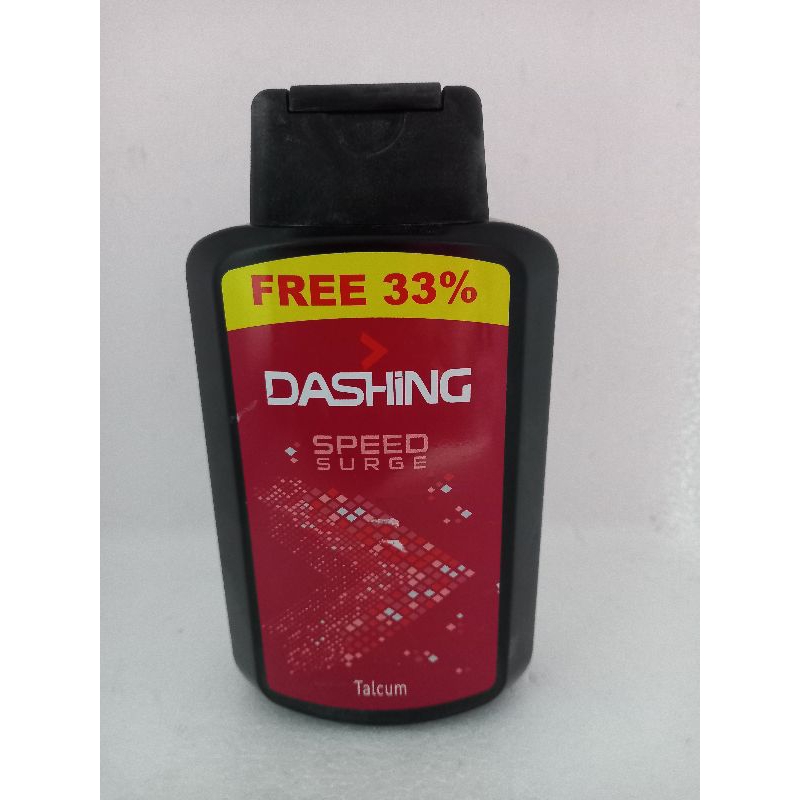 FREE 33%
DASHiNG
SPEED
SURGE
Talcum